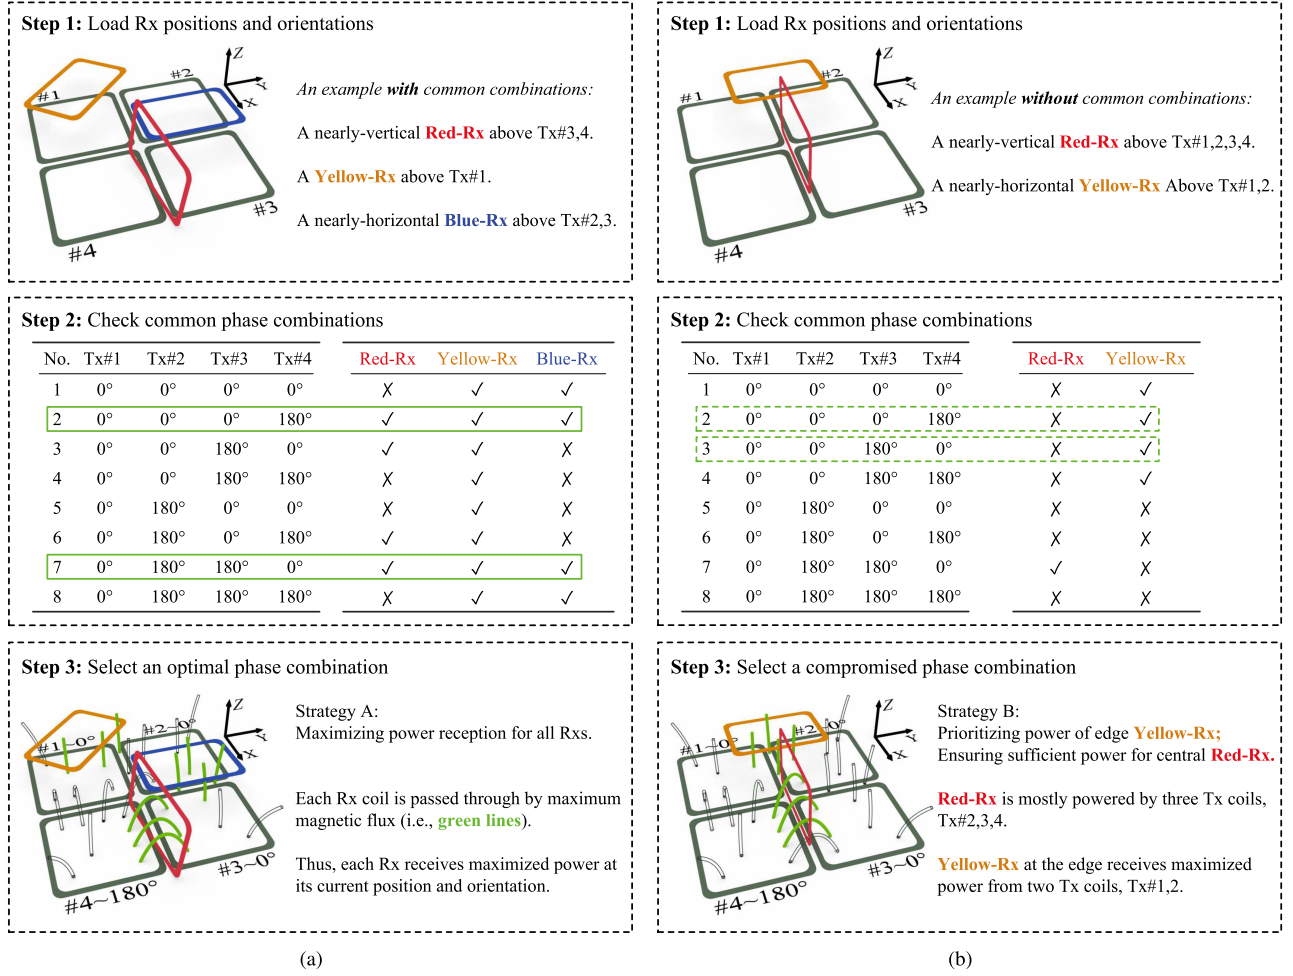 Step 1: Load Rx positions and orientations
Z
Y
X
#1
#2
#3
#4
An example with common combinations:
A nearly-vertical Red-Rx above Tx#3,4.
A Yellow-Rx above Tx#1.
A nearly-horizontal Blue-Rx above Tx#2,3.
Step 2: Check common phase combinations
No. Tx#1 Tx#2 Tx#3 Tx#4 Red-Rx Yellow-Rx Blue-Rx
1 0° 0° 0° 0° ✗ ✓ ✓
2 0° 0° 0° 180° ✓ ✓ ✓
3 0° 0° 180° 0° ✓ ✓ ✗
4 0° 0° 180° 180° ✗ ✓ ✗
5 0° 180° 0° 0° ✗ ✓ ✗
6 0° 180° 0° 180° ✓ ✓ ✗
7 0° 180° 180° 0° ✓ ✓ ✓
8 0° 180° 180° 180° ✗ ✓ ✓
Step 3: Select an optimal phase combination
Z
Y
X
#1~0°
#2~0°
#3~0°
#4~180°
Strategy A:
Maximizing power reception for all Rxs.
Each Rx coil is passed through by maximum
magnetic flux (i.e., green lines).
Thus, each Rx receives maximized power at
its current position and orientation.
(a)
Step 1: Load Rx positions and orientations
Z
Y
X
#1
#2
#3
#4
An example without common combinations:
A nearly-vertical Red-Rx above Tx#1,2,3,4.
A nearly-horizontal Yellow-Rx Above Tx#1,2.
Step 2: Check common phase combinations
No. Tx#1 Tx#2 Tx#3 Tx#4 Red-Rx Yellow-Rx
1 0° 0° 0° 0° ✗ ✓
2 0° 0° 0° 180° ✗ ✓
3 0° 0° 180° 0° ✗ ✓
4 0° 0° 180° 180° ✗ ✓
5 0° 180° 0° 0° ✗ ✗
6 0° 180° 0° 180° ✗ ✗
7 0° 180° 180° 0° ✓ ✗
8 0° 180° 180° 180° ✗ ✗
Step 3: Select a compromised phase combination
Z
Y
X
#1~0°
#2~0°
#3~0°
#4~180°
Strategy B:
Prioritizing power of edge Yellow-Rx;
Ensuring sufficient power for central Red-Rx.
Red-Rx is mostly powered by three Tx coils,
Tx#2,3,4.
Yellow-Rx at the edge receives maximized
power from two Tx coils, Tx#1,2.
(b)